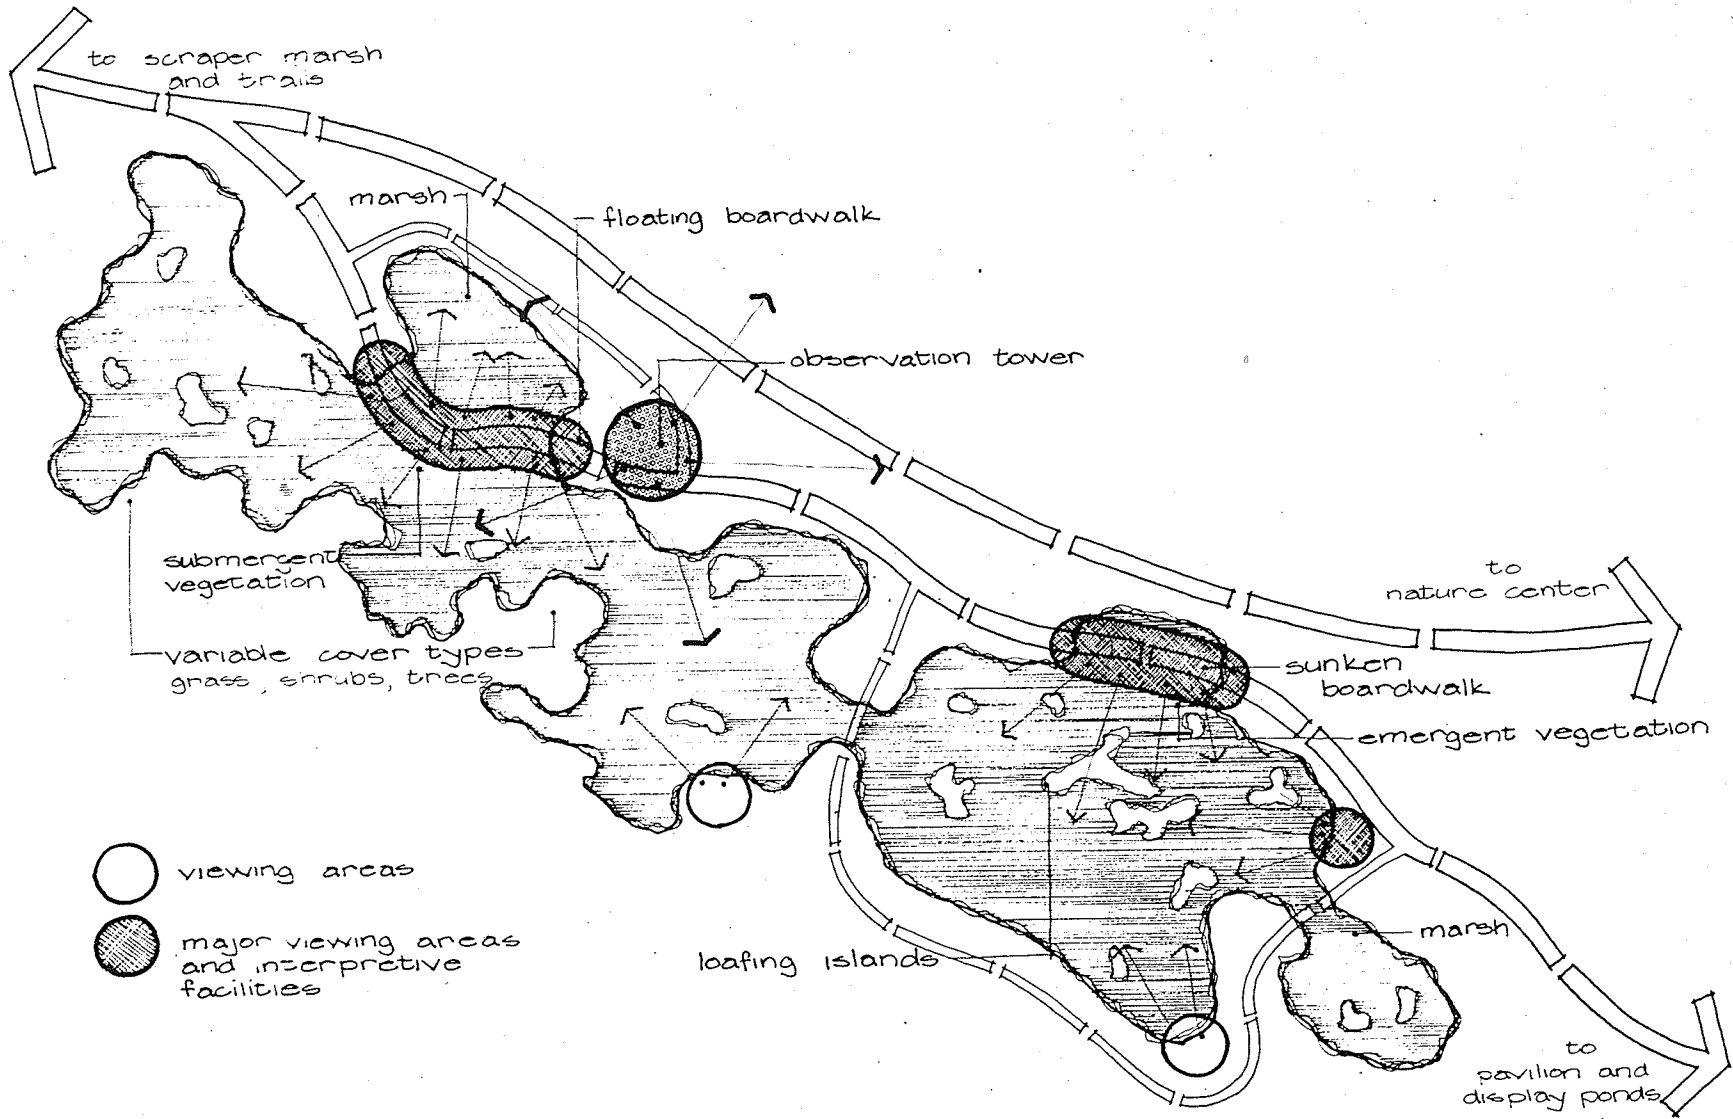 to scraper marsh
and trails
marsh
floating boardwalk
observation tower
submergent
vegetation
to
nature center
variable cover types
grass, shrubs, trees
sunken
boardwalk
emergent vegetation
viewing areas
major viewing areas
and interpretive
facilities
loafing islands
marsh
to
pavilion and
display ponds